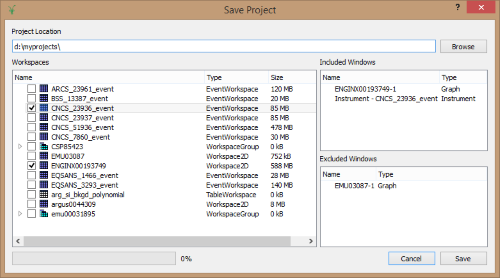 Save Project
?
Project Location
d:\myprojects\
Browse
Workspaces
Included Windows
Name Type Size
ARCS_23961_event EventWorkspace 120 MB
BSS_13387_event EventWorkspace 20 MB
CNCS_23936_event EventWorkspace 85 MB
CNCS_23937_event EventWorkspace 85 MB
CNCS_51936_event EventWorkspace 478 MB
CNCS_7860_event EventWorkspace 30 MB
CSP85423 WorkspaceGroup 0 kB
EMU03087 Workspace2D 752 kB
ENGINX00193749 Workspace2D 588 MB
EQSANS_1466_event EventWorkspace 28 MB
EQSANS_3293_event EventWorkspace 140 MB
arg_si_bkgd_polynomial TableWorkspace 0 kB
argus0044309 Workspace2D 8 MB
emu00031895 WorkspaceGroup 0 kB
Name Type
ENGINX00193749-1 Graph
Instrument - CNCS_23936_event Instrument
Excluded Windows
Name Type
EMU03087-1 Graph
0%
Cancel
Save